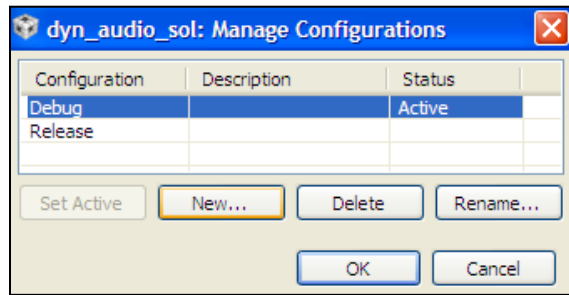 dyn_audio_sol: Manage Configurations
Configuration Description Status
Debug Active
Release
Set Active New... Delete Rename...
OK Cancel